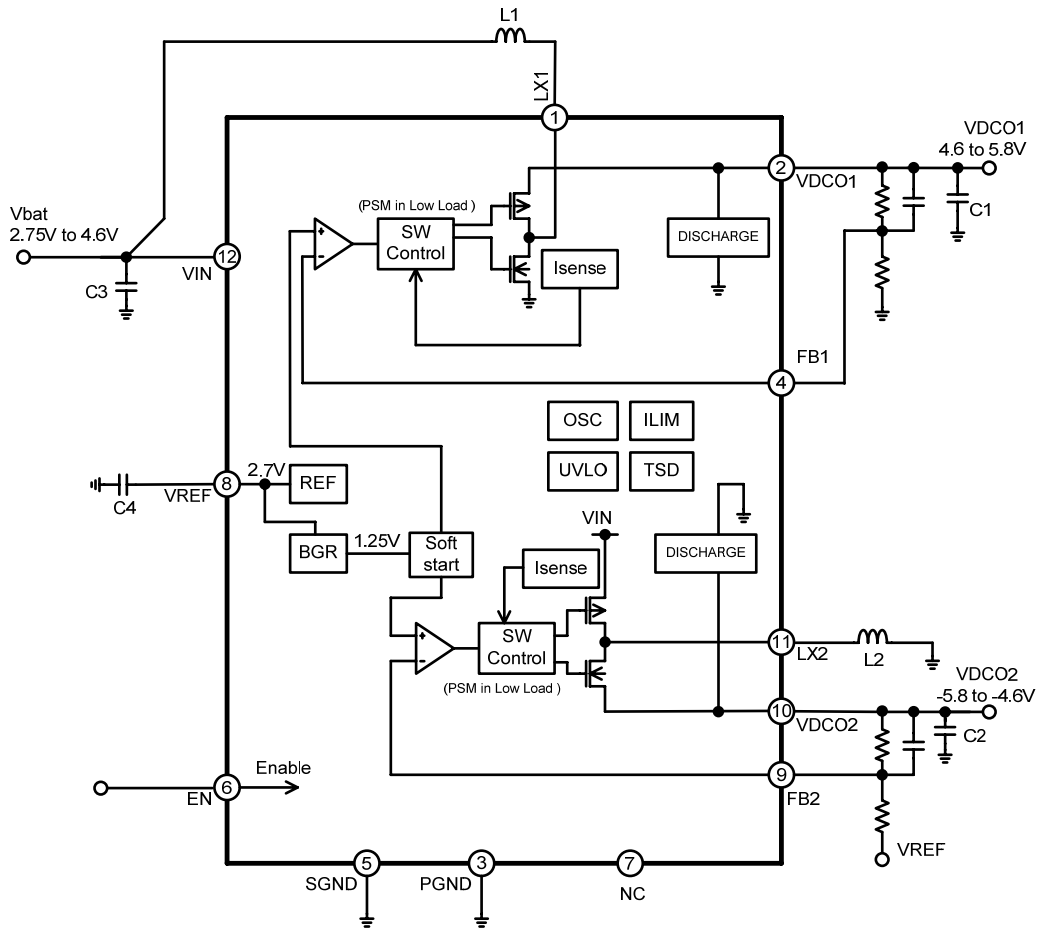 L1
LX1
1
VDCO1
4.6 to 5.8V
2
VDCO1
C1
(PSM in Low Load )
SW
Control
+
-
Isense
DISCHARGE
Vbat
2.75V to 4.6V
12
VIN
C3
FB1
4
OSC
ILIM
UVLO
TSD
2.7V
REF
8
VREF
C4
BGR
1.25V
Soft
start
VIN
Isense
DISCHARGE
+
-
SW
Control
(PSM in Low Load )
11
LX2
L2
VDCO2
-5.8 to -4.6V
10
VDCO2
C2
9
FB2
Enable
6
EN
VREF
5
SGND
3
PGND
7
NC